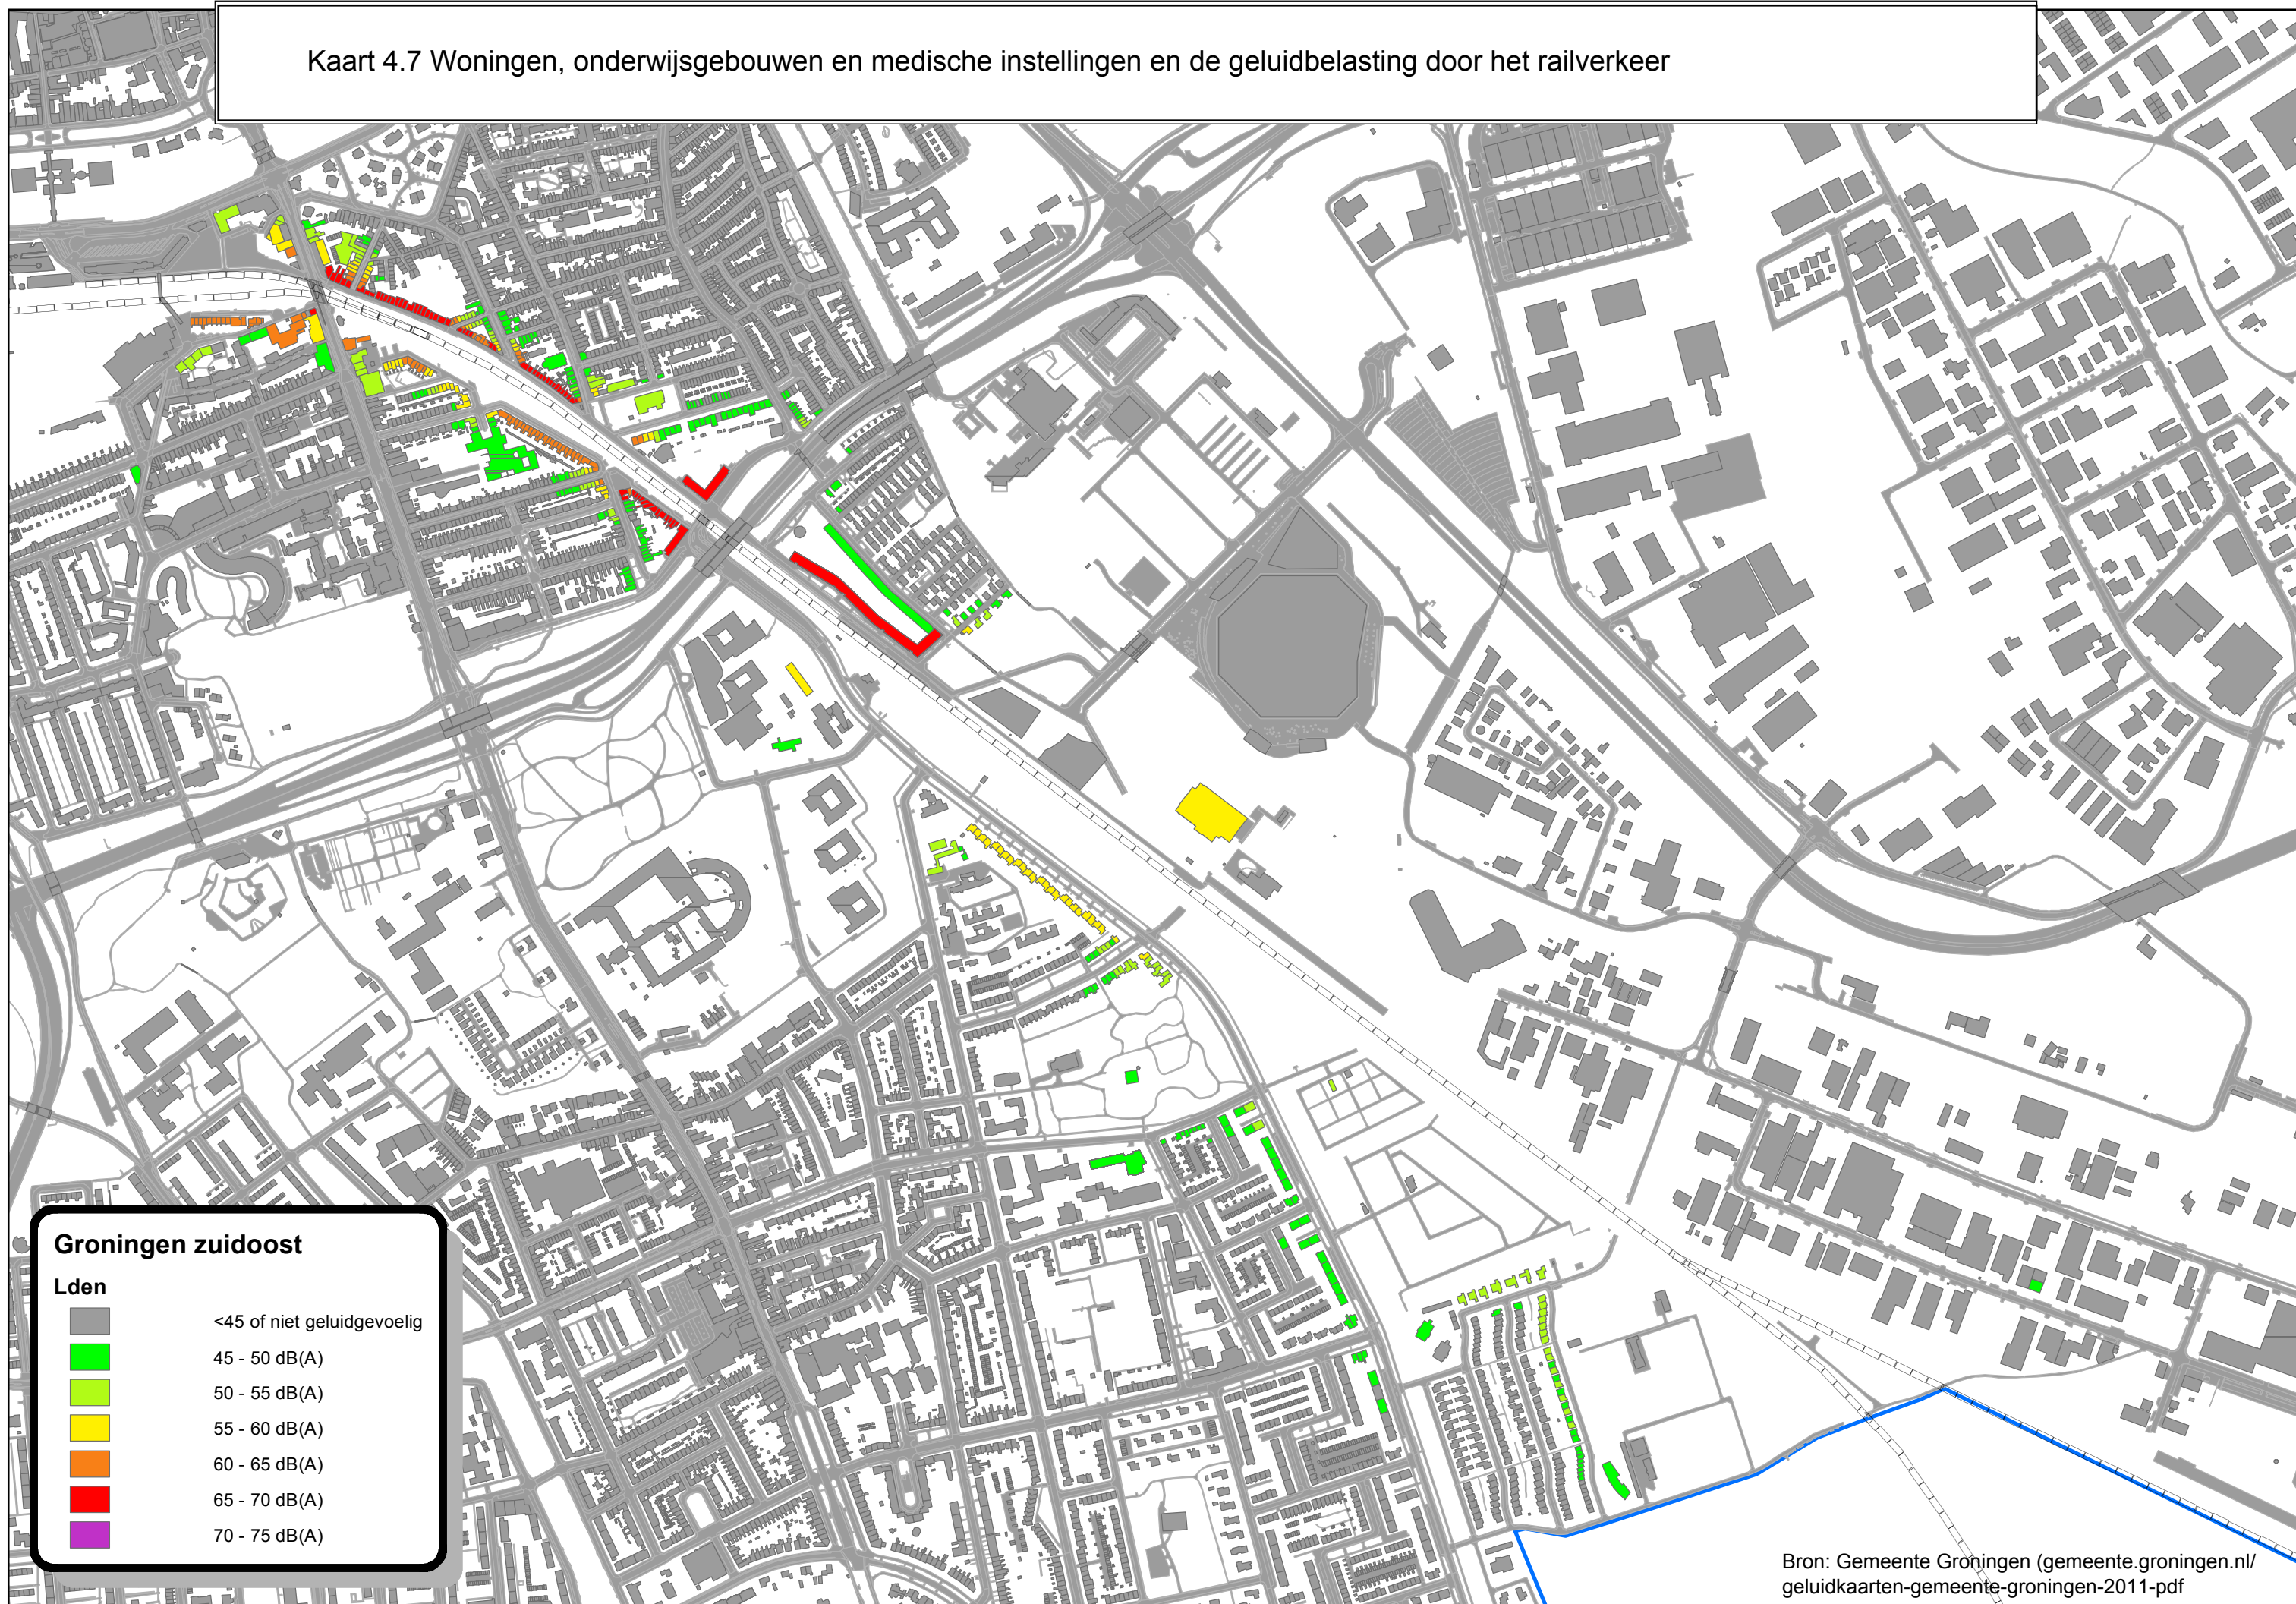 Kaart 4.7 Woningen, onderwijsgebouwen en medische instellingen en de geluidbelasting door het railverkeer
Groningen zuidoost
Lden
<45 of niet geluidgevoelig
45 - 50 dB(A)
50 - 55 dB(A)
55 - 60 dB(A)
60 - 65 dB(A)
65 - 70 dB(A)
70 - 75 dB(A)
Bron: Gemeente Groningen (gemeente.groningen.nl/
geluidkaarten-gemeente-groningen-2011-pdf